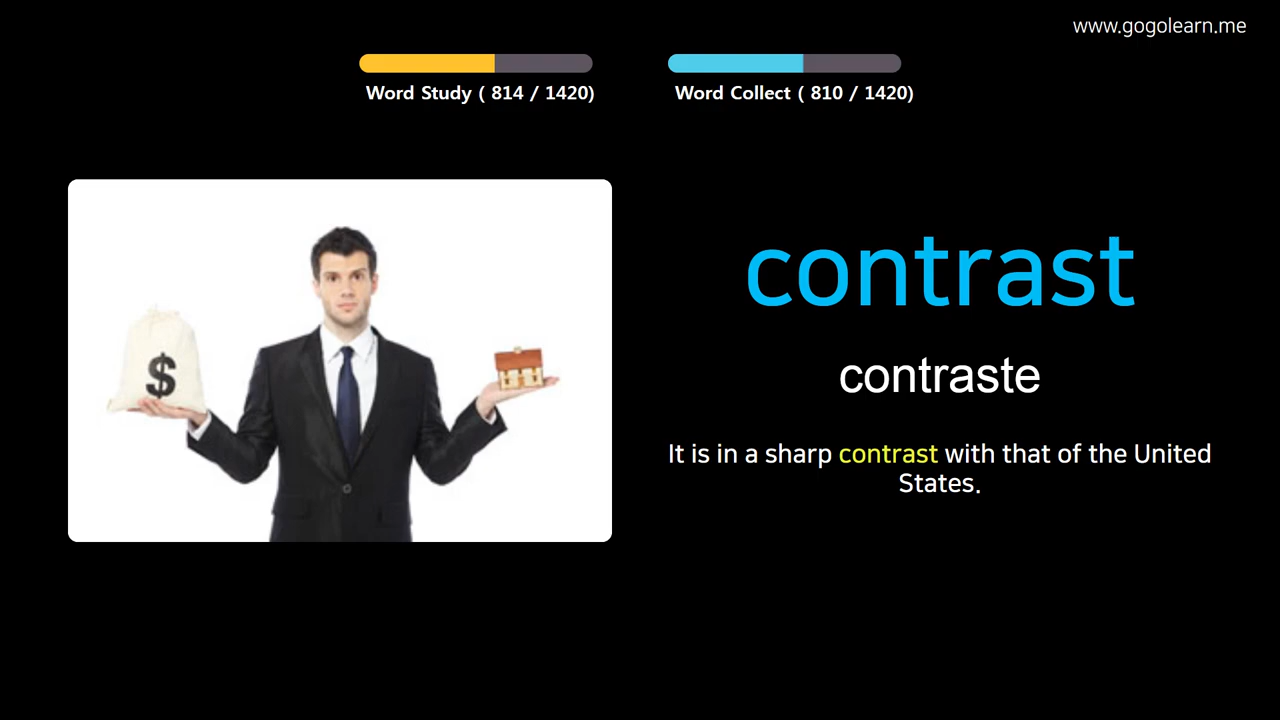 www.gogolearn.me
Word Study ( 814 / 1420)
Word Collect ( 810 / 1420)
$
contrast
contraste
It is in a sharp contrast with that of the United
States.